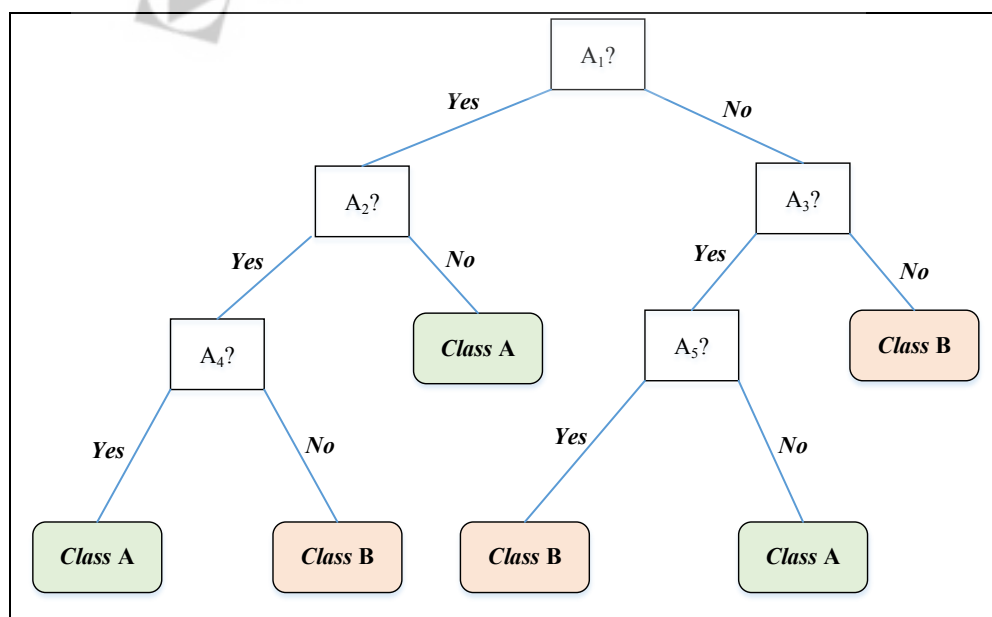 A₁?
Yes
No
A₂?
A₃?
Yes
No
Yes
No
A₄?
Class A
A₅?
Class B
Yes
No
Yes
No
Class A
Class B
Class B
Class A